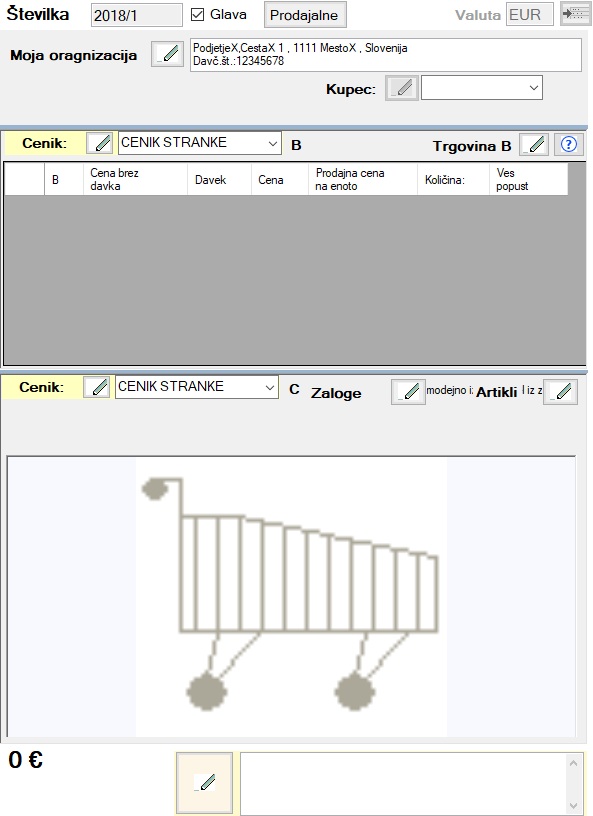 Številka 2018/1 Glava Prodajalne Valuta EUR
Moja oragnizacija PodjetjeX,CestaX 1 , 1111 MestoX , Slovenija
Davč.št.:12345678
Kupec:
Cenik: CENIK STRANKE B Trgovina B ?
B Cena brez davka Davek Cena Prodajna cena na enoto Količina: Ves popust
Cenik: CENIK STRANKE C Zaloge modejno iz Artikli l iz z
0 €